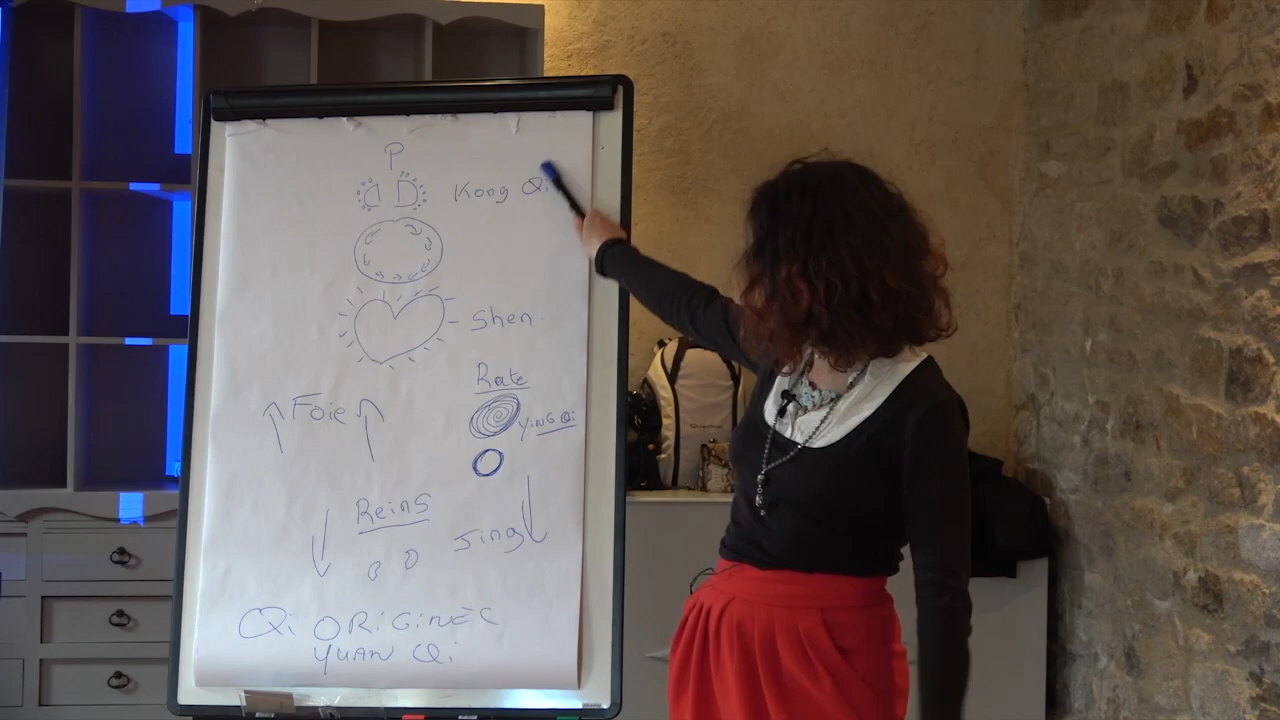 P
Kong Qi
Shen.
Rate
Foie
YiNG Qi
Reins
Jing
Qi ORiGiNEL
YUAN Qi